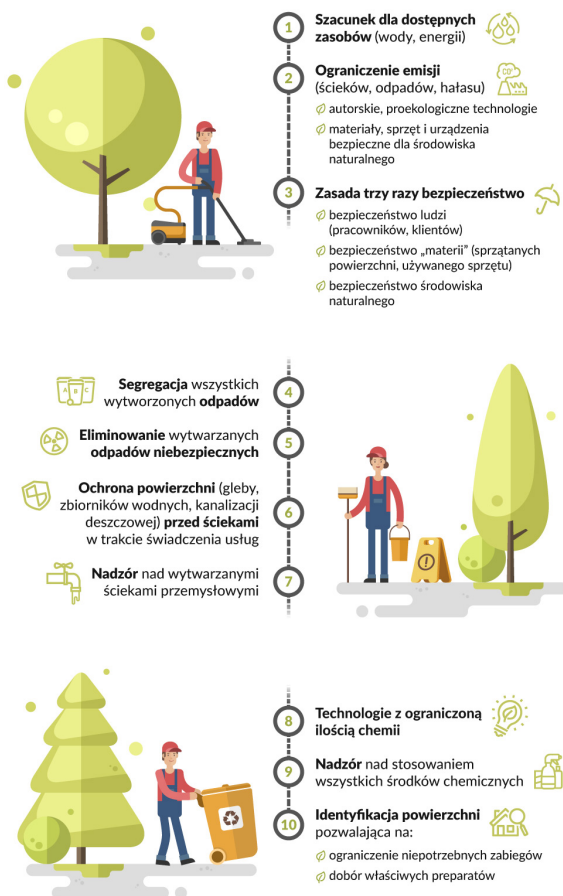 1
Szacunek dla dostępnych
zasobów (wody, energii)
2
Ograniczenie emisji
(ścieków, odpadów, hałasu)
CO²
autorskie, proekologiczne technologie
materiały, sprzęt i urządzenia
bezpieczne dla środowiska
naturalnego
3
Zasada trzy razy bezpieczeństwo
bezpieczeństwo ludzi
(pracowników, klientów)
bezpieczeństwo „materii” (sprzątanych
powierzchni, używanego sprzętu)
bezpieczeństwo środowiska
naturalnego
A B C
Segregacja wszystkich
wytworzonych odpadów
4
Eliminowanie wytwarzanych
odpadów niebezpiecznych
5
Ochrona powierzchni (gleby,
zbiorników wodnych, kanalizacji
deszczowej) przed ściekami
w trakcie świadczenia usług
6
Nadzór nad wytwarzanymi
ściekami przemysłowymi
7
8
Technologie z ograniczoną
ilością chemii
9
Nadzór nad stosowaniem
wszystkich środków chemicznych
10
Identyfikacja powierzchni
pozwalająca na:
ograniczenie niepotrzebnych zabiegów
dobór właściwych preparatów